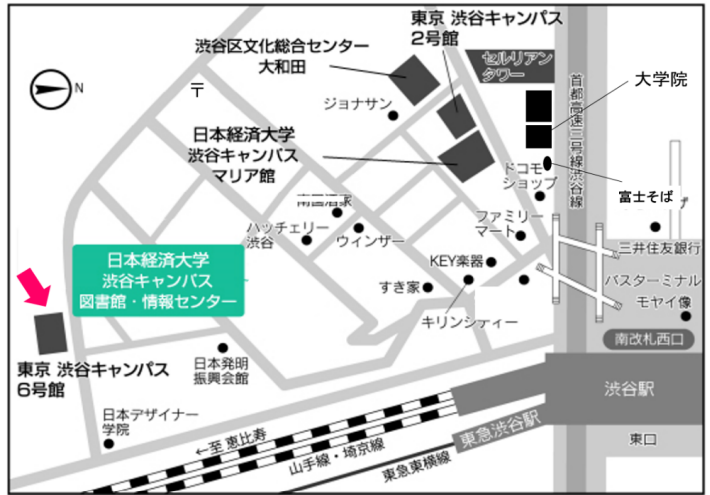 東京 渋谷キャンパス
2号館
渋谷区文化総合センター
大和田
セルリアン
タワー
大学院
N
〒
ジョナサン
首都高速三号線渋谷線
日本経済大学
渋谷キャンパス
マリア館
ドコモ
ショップ
富士そば
南国酒家
ハッチェリー
渋谷
ウィンザー
ファミリー
マート
三井住友銀行
日本経済大学
渋谷キャンパス
図書館・情報センター
KEY楽器
すき家
バスターミナル
モヤイ像
キリンシティー
南改札西口
東京 渋谷キャンパス
6号館
日本発明
振興会館
渋谷駅
日本デザイナー
学院
←至 恵比寿
山手線・埼京線
東急渋谷駅
東急東横線
東口